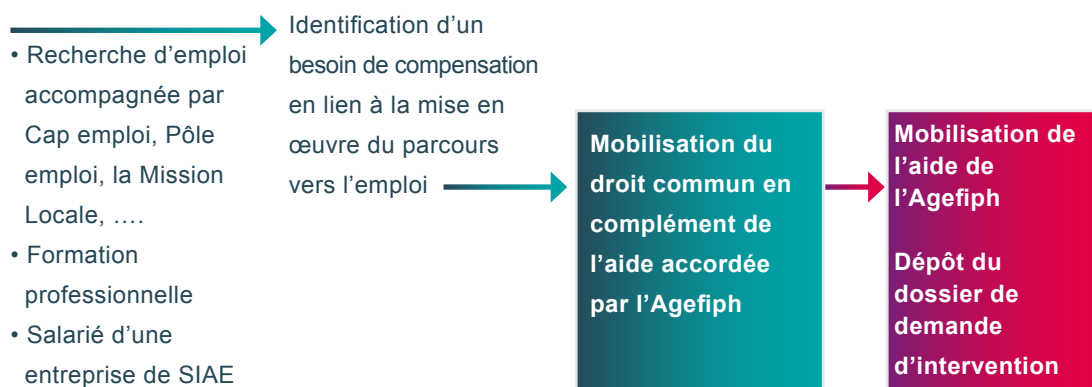 • Recherche d’emploi
accompagnée par
Cap emploi, Pôle
emploi, la Mission
Locale, ….
• Formation
professionnelle
• Salarié d’une
entreprise de SIAE
Identification d’un
besoin de compensation
en lien à la mise en
œuvre du parcours
vers l’emploi
Mobilisation du
droit commun en
complément de
l’aide accordée
par l’Agefiph
Mobilisation de
l’aide de
l’Agefiph
Dépôt du
dossier de
demande
d’intervention